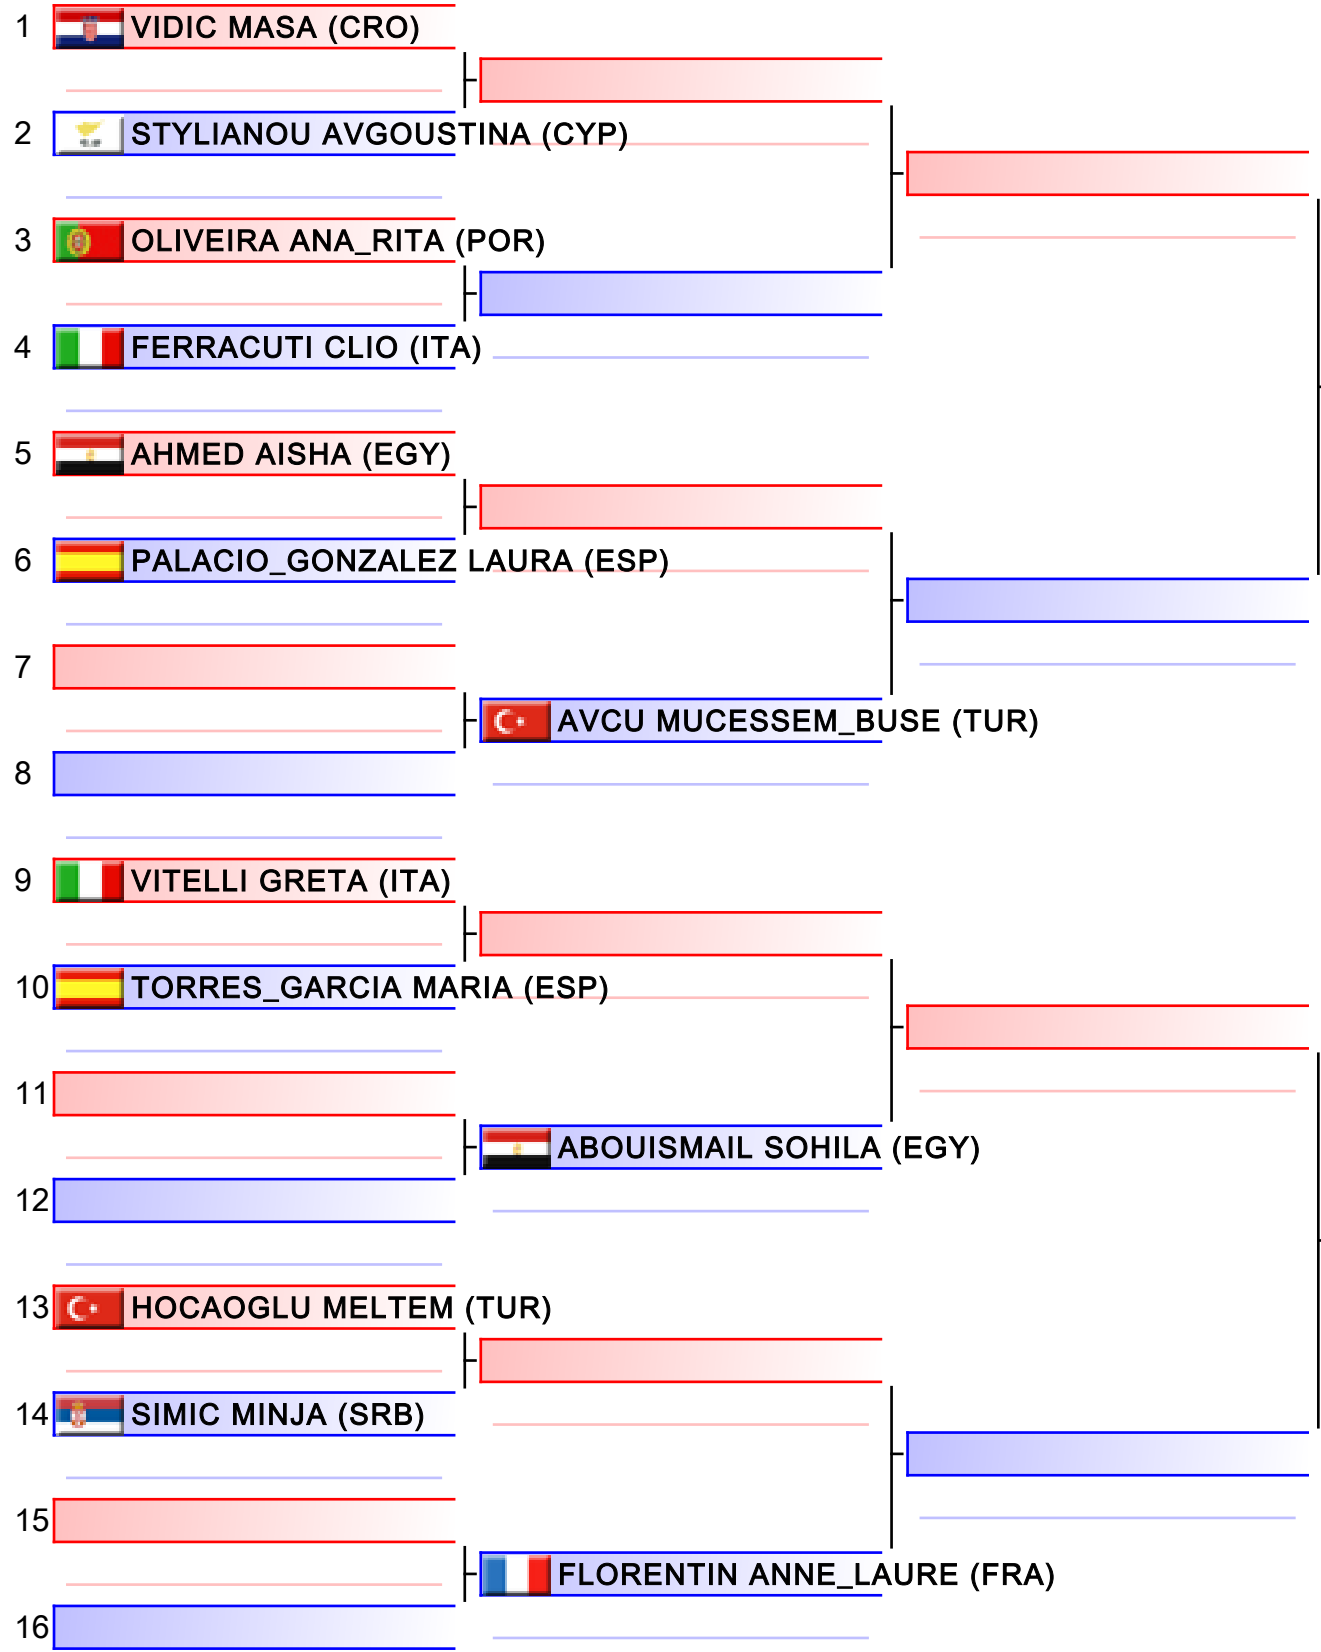 1 VIDIC MASA (CRO)
2 STYLIANOU AVGOUSTINA (CYP)
3 OLIVEIRA ANA_RITA (POR)
4 FERRACUTI CLIO (ITA)
5 AHMED AISHA (EGY)
6 PALACIO_GONZALEZ LAURA (ESP)
7
AVCU MUCESSEM_BUSE (TUR)
8
9 VITELLI GRETA (ITA)
10 TORRES_GARCIA MARIA (ESP)
11
ABOUISMAIL SOHILA (EGY)
12
13 HOCAOGLU MELTEM (TUR)
14 SIMIC MINJA (SRB)
15
FLORENTIN ANNE_LAURE (FRA)
16